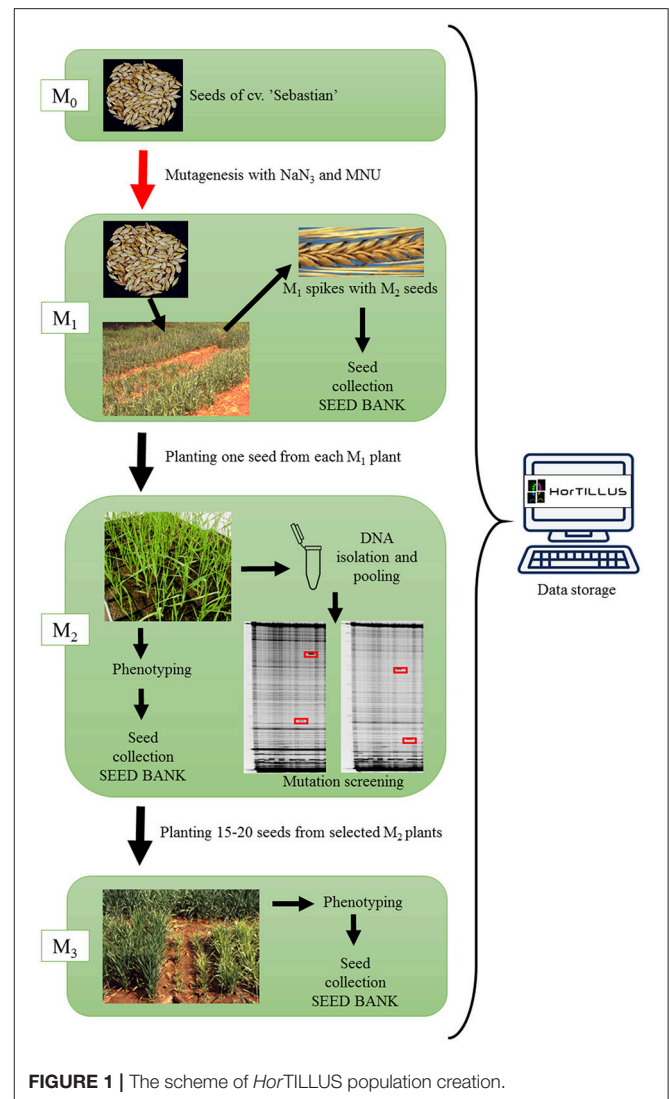 M₀
Seeds of cv. ’Sebastian’
Mutagenesis with NaN₃ and MNU
M₁
M₁ spikes with M₂ seeds
Seed
collection
SEED BANK
Planting one seed from each M₁ plant
HorTILLUS
Data storage
M₂
DNA
isolation and
pooling
Phenotyping
Seed
collection
SEED BANK
Mutation screening
Planting 15-20 seeds from selected M₂ plants
M₃
Phenotyping
Seed
collection
SEED BANK
FIGURE 1 | The scheme of HorTILLUS population creation.